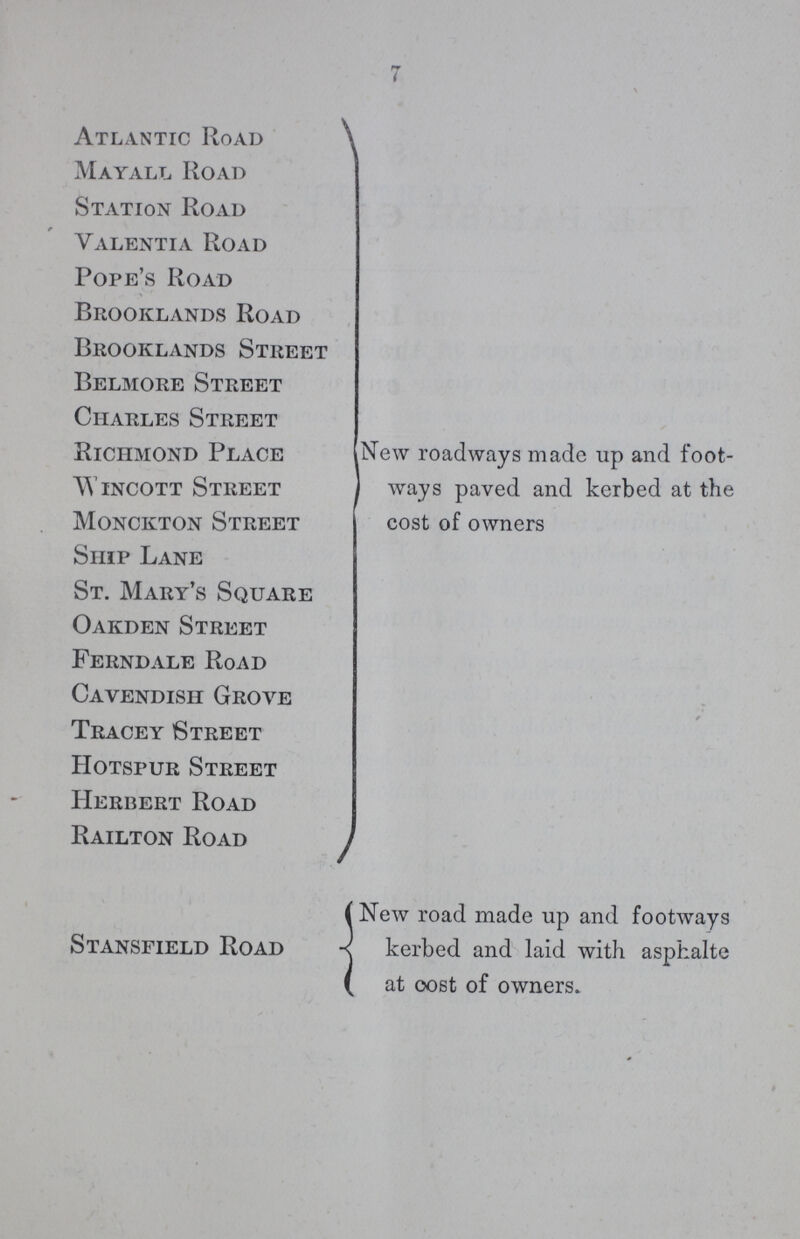 7
Atlantic Road
Mayall Road
Station Road
Valentia Road
Pope's Road
Brooklands Road
Brooklands Street
Belmore Street
Charles Street
Richmond Place
Wincott Street
Monckton Street
Ship Lane
St. Mary's Square
Oakden Street
Ferndale Road
Cavendish Grove
Tracey Street
Hotspur Street
Herbert Road
Railton Road
New roadways made up and foot-
ways paved and kerbed at the
cost of owners
Stansfield Road
New road made up and footways
kerbed and laid with asphalte
at cost of owners.